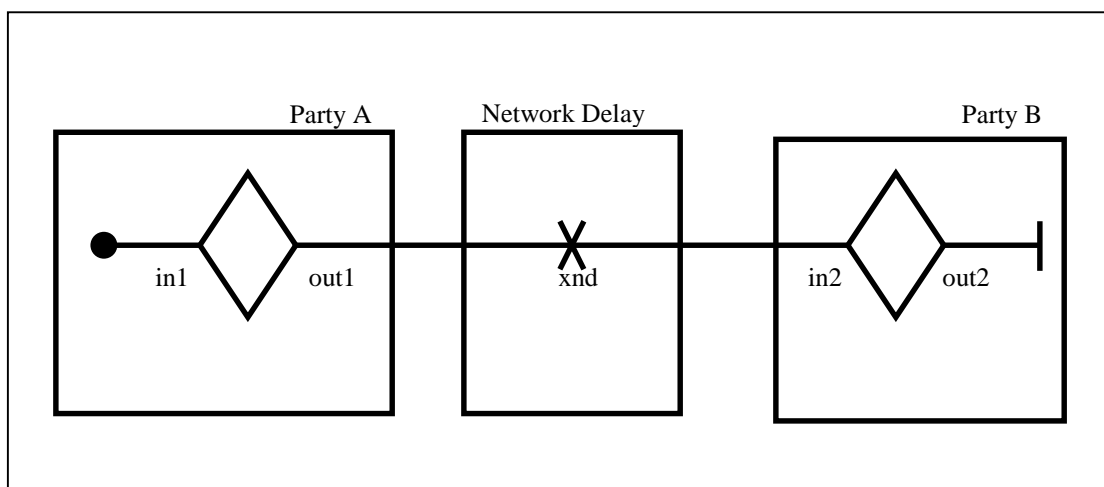 Party A
Network Delay
Party B
in1
out1
xnd
in2
out2